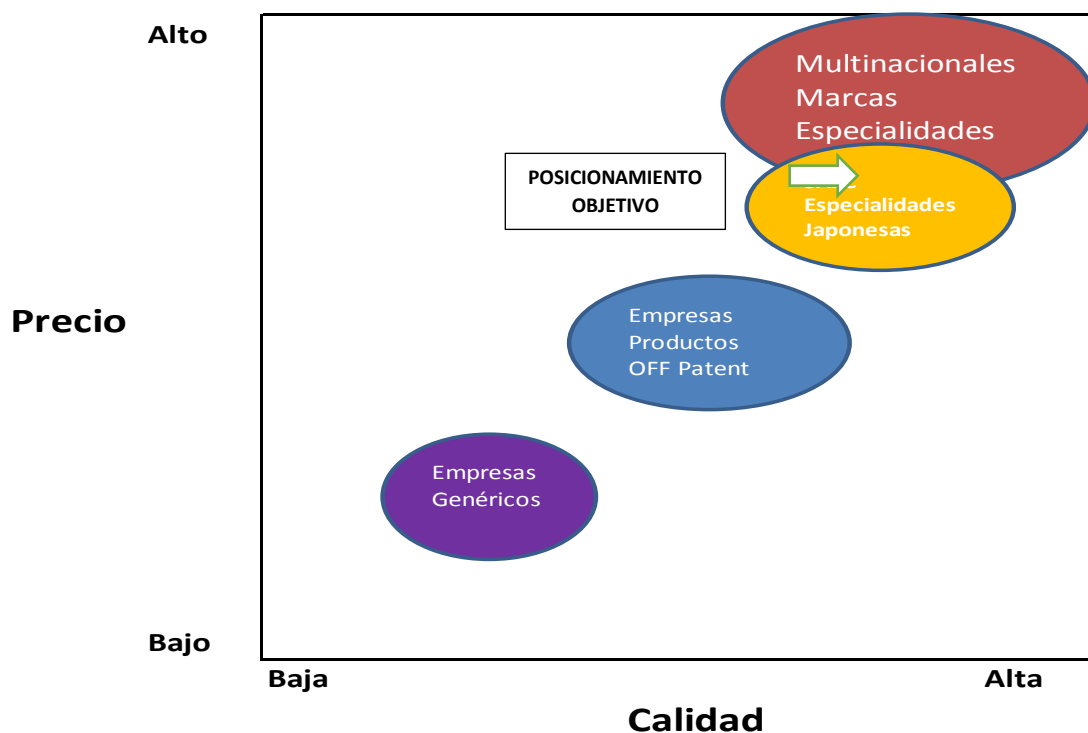 Alto
Multinacionales
Marcas
Especialidades
POSICIONAMIENTO
OBJETIVO
Especialidades
Japonesas
Precio
Empresas
Productos
OFF Patent
Empresas
Genéricos
Bajo
Baja
Alta
Calidad